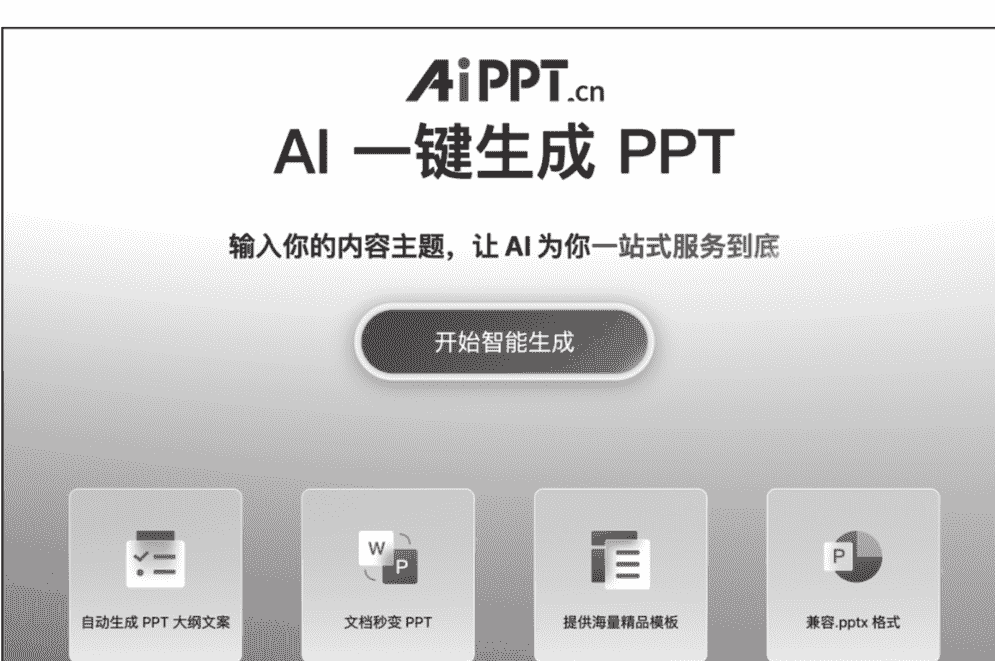 AiPPT.cn
AI 一键生成 PPT
输入你的内容主题，让 AI 为你一站式服务到底
开始智能生成
W
P
P
自动生成 PPT 大纲文案
文档秒变 PPT
提供海量精品模板
兼容.pptx 格式